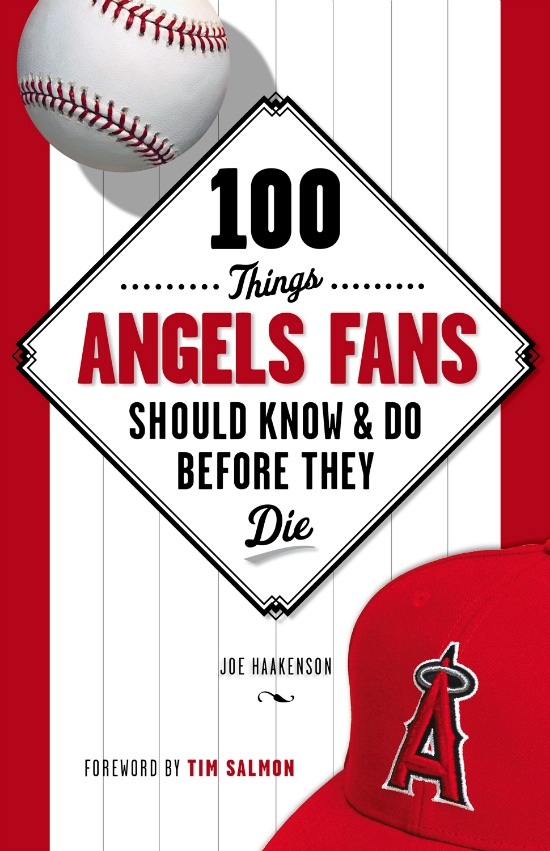 100
Things
ANGELS FANS
SHOULD KNOW & DO
BEFORE THEY
Die
JOE HAAKENSON
FOREWORD BY TIM SALMON
A